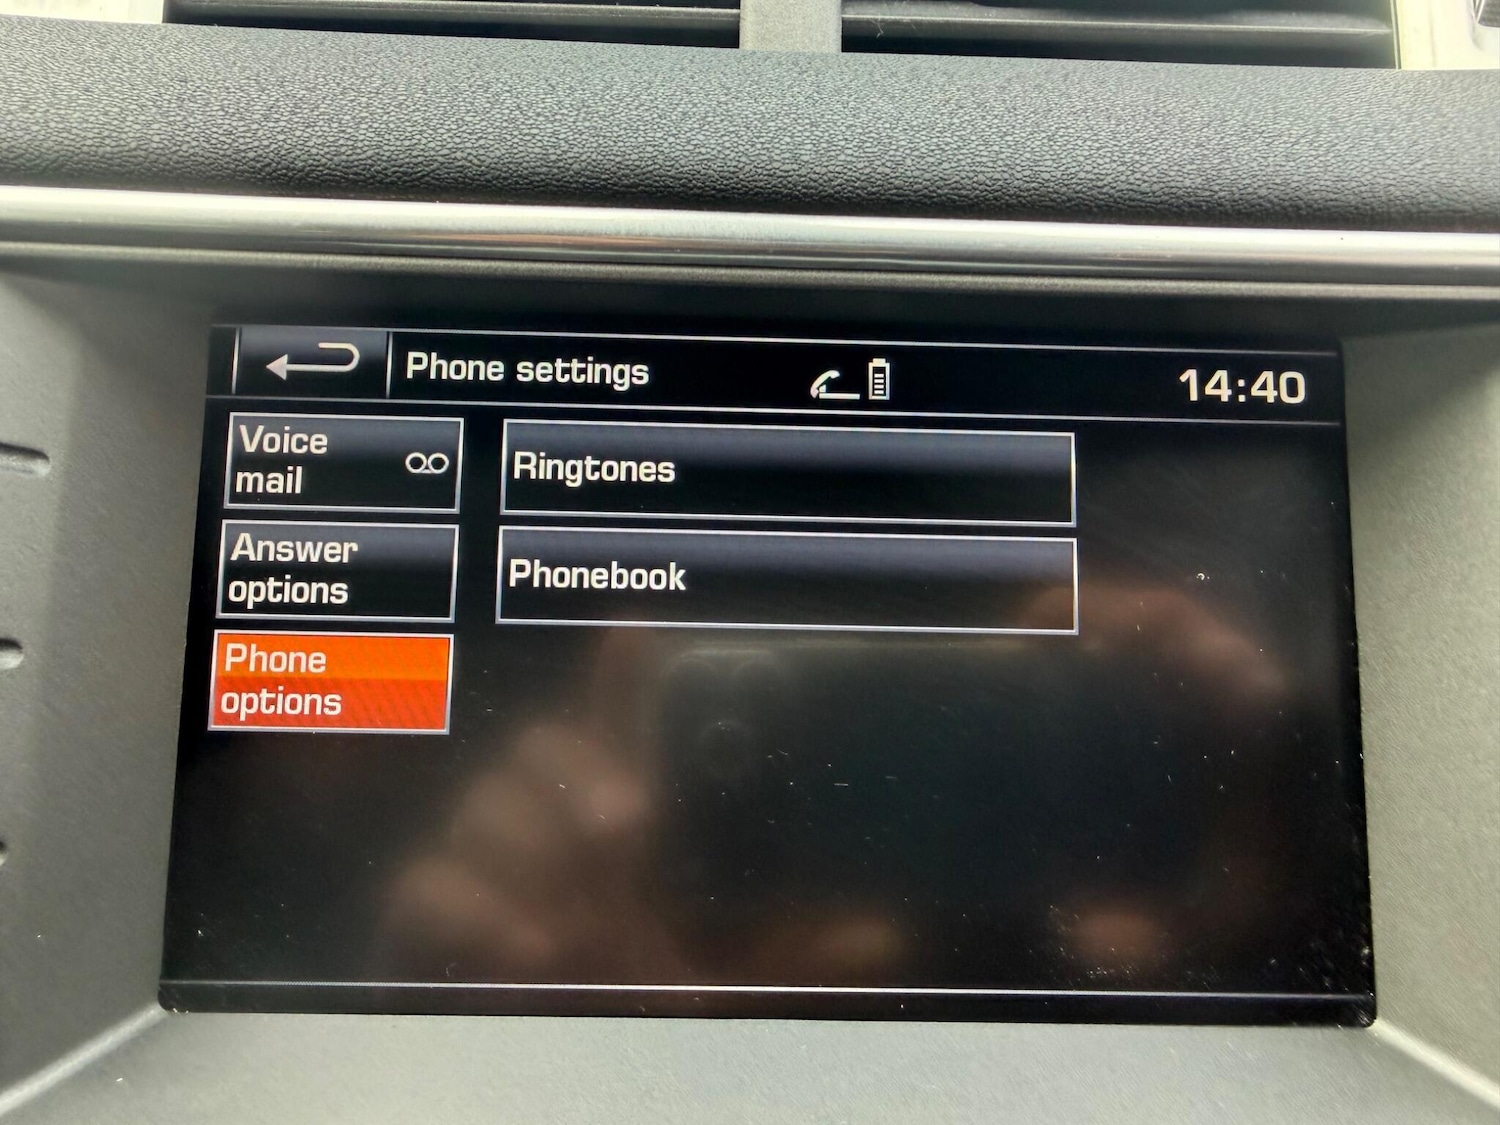 Phone settings
14:40
Voice
mail
Answer
options
Phone
options
Ringtones
Phonebook